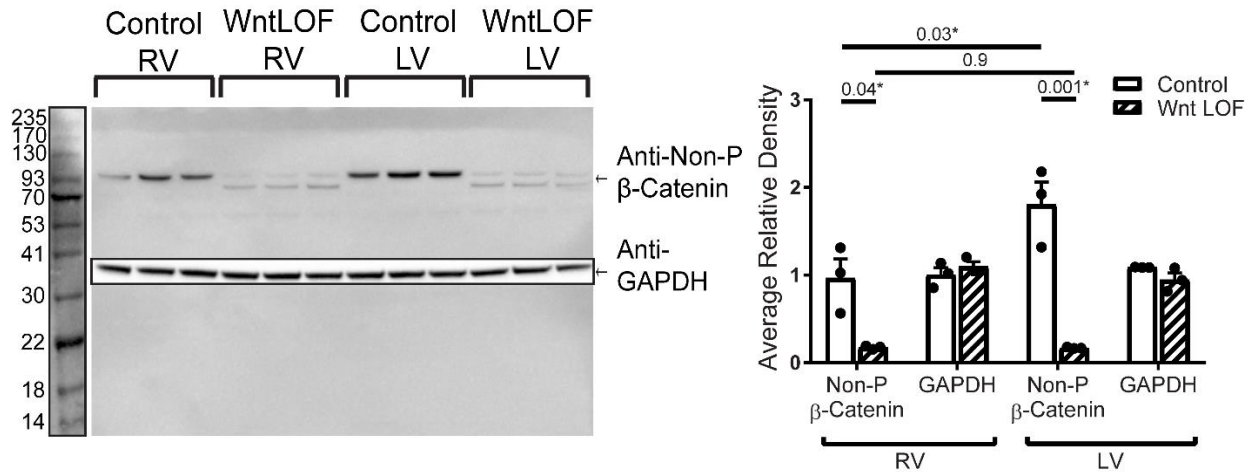 Control
RV
WntLOF
RV
Control
LV
WntLOF
LV
235
170
130
93
70
53
41
30
22
18
14
Anti-Non-P
← β-Catenin
Anti-
← GAPDH
0.03*
0.9
0.04*
0.001*
Control
Wnt LOF
Average Relative Density
3
2
1
0
Non-P
β-Catenin
GAPDH
Non-P
β-Catenin
GAPDH
RV
LV